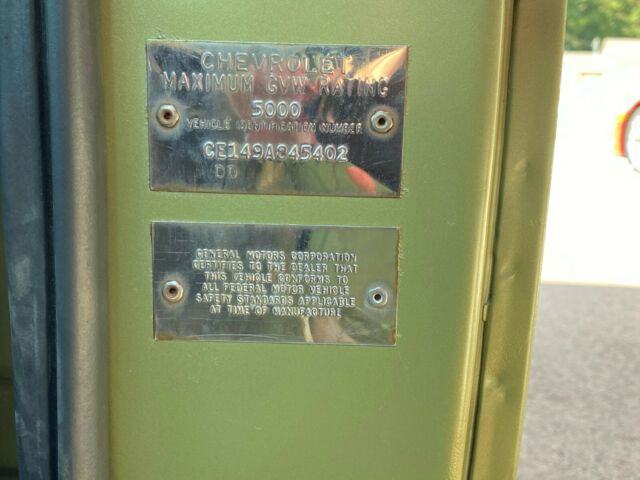 CHEVROLET
MAXIMUM GVW RATING
5000
VEHICLE IDENTIFICATION NUMBER
CE149A845402
DD
GENERAL MOTORS CORPORATION
CERTIFIES TO THE DEALER THAT
THIS VEHICLE CONFORMS TO
ALL FEDERAL MOTOR VEHICLE
SAFETY STANDARDS APPLICABLE
AT TIME OF MANUFACTURE